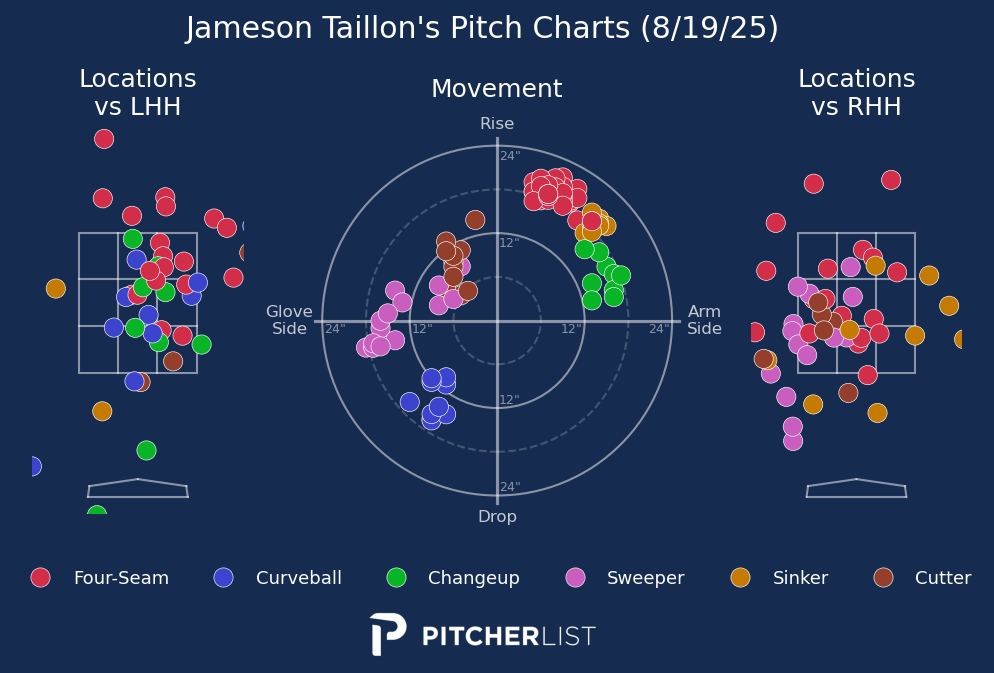 Jameson Taillon's Pitch Charts (8/19/25)
Locations
vs LHH
Movement
Locations
vs RHH
Rise
24"
12"
Glove
Side
24"
12"
12"
24"
Arm
Side
12"
24"
Drop
Four-Seam
Curveball
Changeup
Sweeper
Sinker
Cutter
PITCHERLIST